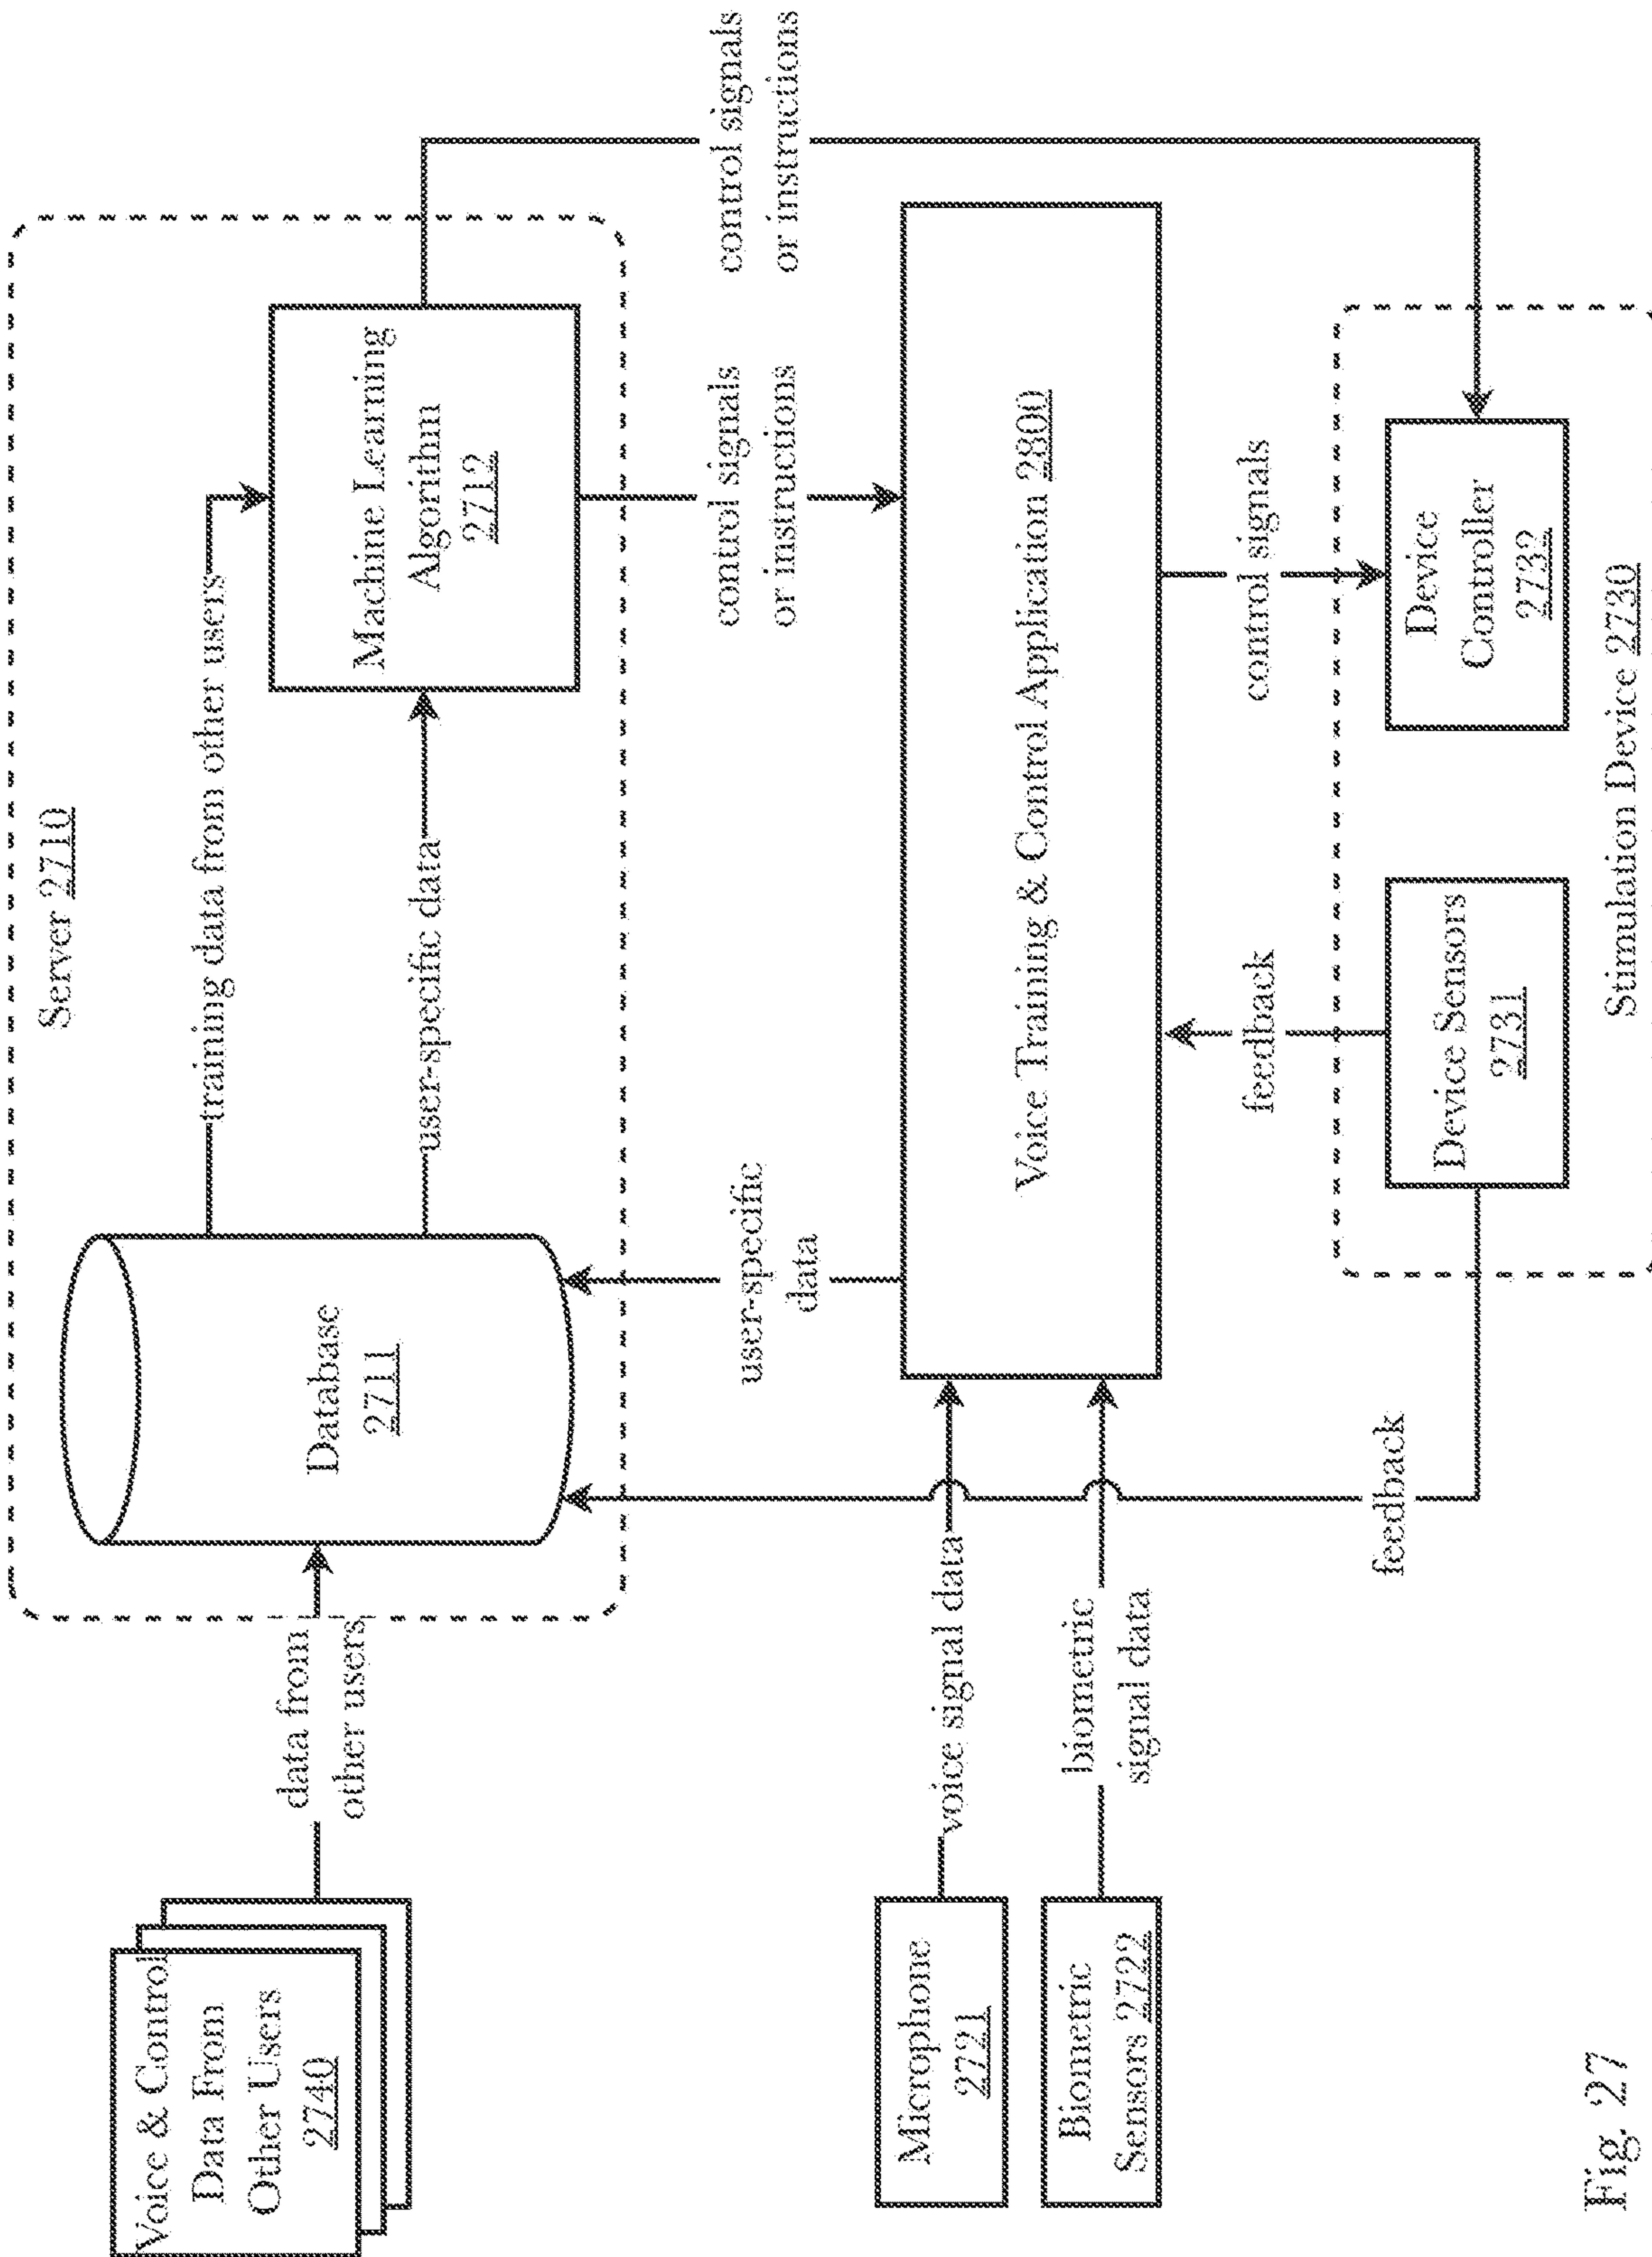 Server 2710
Voice & Control
Data From
Other Users
2740
data from
other users
Database
2711
training data from other users
user-specific data
Machine Learning
Algorithm
2712
user-specific
data
control signals
or instructions
control signals
or instructions
Microphone
2721
voice signal data
Biometric
Sensors 2722
biometric
signal data
Voice Training & Control Application 2800
feedback
feedback
control signals
Device Sensors
2731
Device
Controller
2732
Stimulation Device 2730
Fig. 27